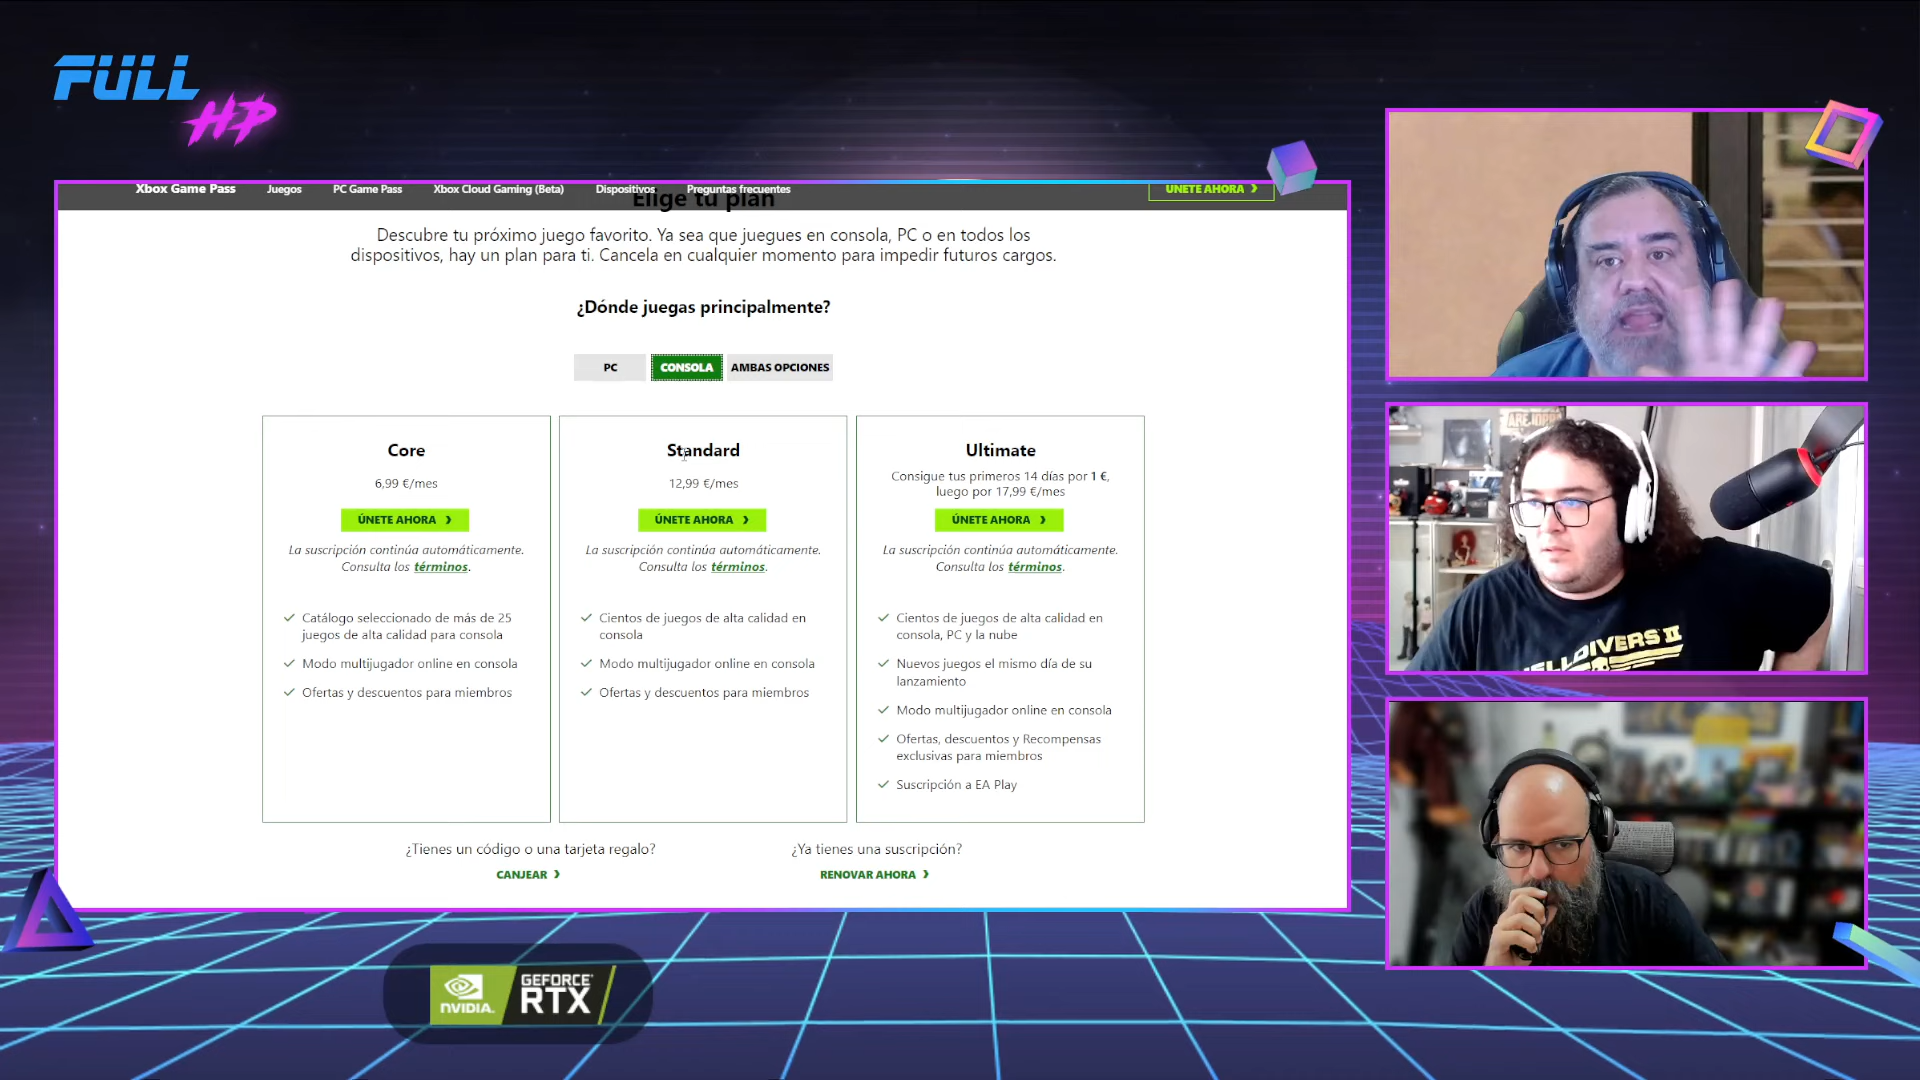 FULL
HP
Xbox Game Pass
Juegos
PC Game Pass
Xbox Cloud Gaming (Beta)
Dispositivos
Preguntas frecuentes
ÚNETE AHORA
Elige tu plan
Descubre tu próximo juego favorito. Ya sea que juegues en consola, PC o en todos los
dispositivos, hay un plan para ti. Cancela en cualquier momento para impedir futuros cargos.
¿Dónde juegas principalmente?
PC
CONSOLA
AMBAS OPCIONES
Core
6,99 €/mes
ÚNETE AHORA
La suscripción continúa automáticamente.
Consulta los términos.
Catálogo seleccionado de más de 25
juegos de alta calidad para consola
Modo multijugador online en consola
Ofertas y descuentos para miembros
Standard
12,99 €/mes
ÚNETE AHORA
La suscripción continúa automáticamente.
Consulta los términos.
Cientos de juegos de alta calidad en
consola
Modo multijugador online en consola
Ofertas y descuentos para miembros
Ultimate
Consigue tus primeros 14 días por 1 €,
luego por 17,99 €/mes
ÚNETE AHORA
La suscripción continúa automáticamente.
Consulta los términos.
Cientos de juegos de alta calidad en
consola, PC y la nube
Nuevos juegos el mismo día de su
lanzamiento
Modo multijugador online en consola
Ofertas, descuentos y Recompensas
exclusivas para miembros
Suscripción a EA Play
¿Tienes un código o una tarjeta regalo?
CANJEAR
¿Ya tienes una suscripción?
RENOVAR AHORA
HELLDIVERS II
NVIDIA.
GEFORCE
RTX